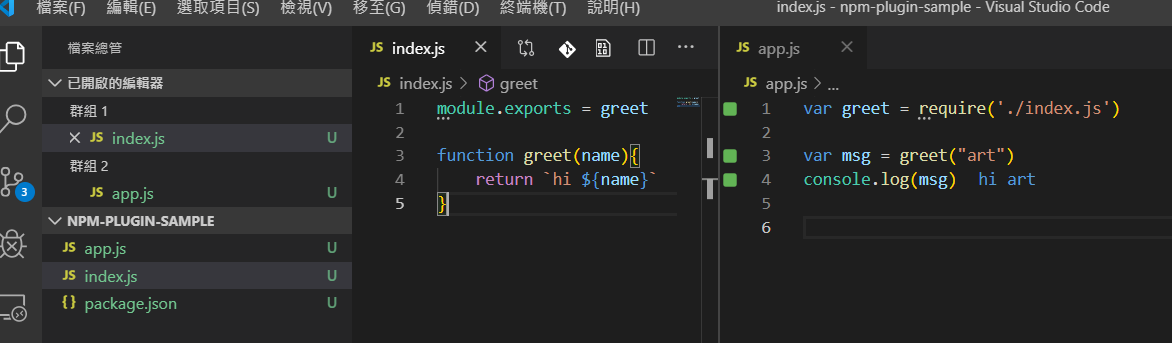 檔案(F) 編輯(E) 選取項目(S) 檢視(V) 移至(G) 偵錯(D) 終端機(T) 說明(H) index.js - npm-plugin-sample - Visual Studio Code
檔案總管
已開啟的編輯器
群組 1
JS index.js U
群組 2
JS app.js U
NPM-PLUGIN-SAMPLE
JS app.js U
JS index.js U
{} package.json U
3
JS index.js
JS index.js > greet
1 module.exports = greet
2
3 function greet(name){
4 return `hi ${name}`
5 }
JS app.js
JS app.js > ...
1 var greet = require('./index.js')
2
3 var msg = greet("art")
4 console.log(msg) hi art
5
6